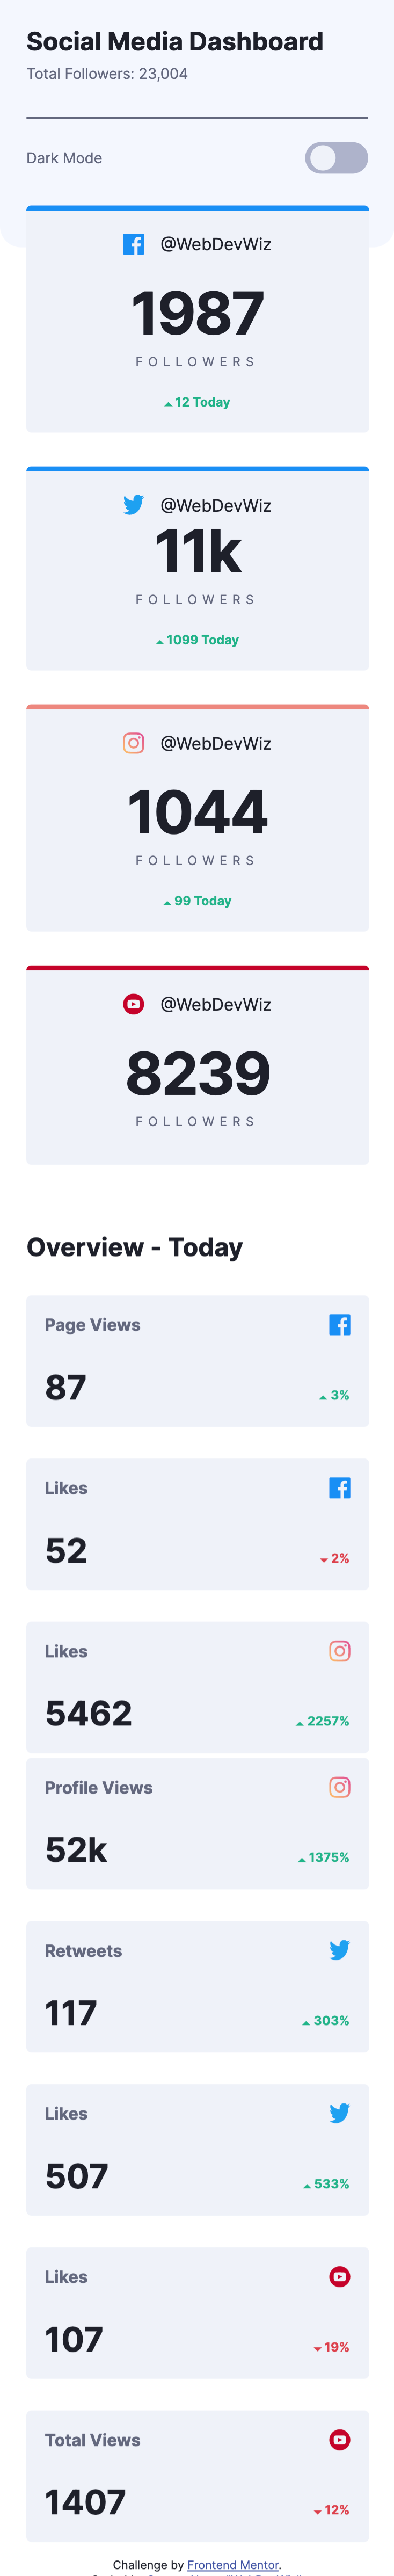 Social Media Dashboard
Total Followers: 23,004
Dark Mode
@WebDevWiz
1987
FOLLOWERS
12 Today
@WebDevWiz
11k
FOLLOWERS
1099 Today
@WebDevWiz
1044
FOLLOWERS
99 Today
@WebDevWiz
8239
FOLLOWERS
Overview - Today
Page Views
87
3%
Likes
52
2%
Likes
5462
2257%
Profile Views
52k
1375%
Retweets
117
303%
Likes
507
533%
Likes
107
19%
Total Views
1407
12%
Challenge by Frontend Mentor.